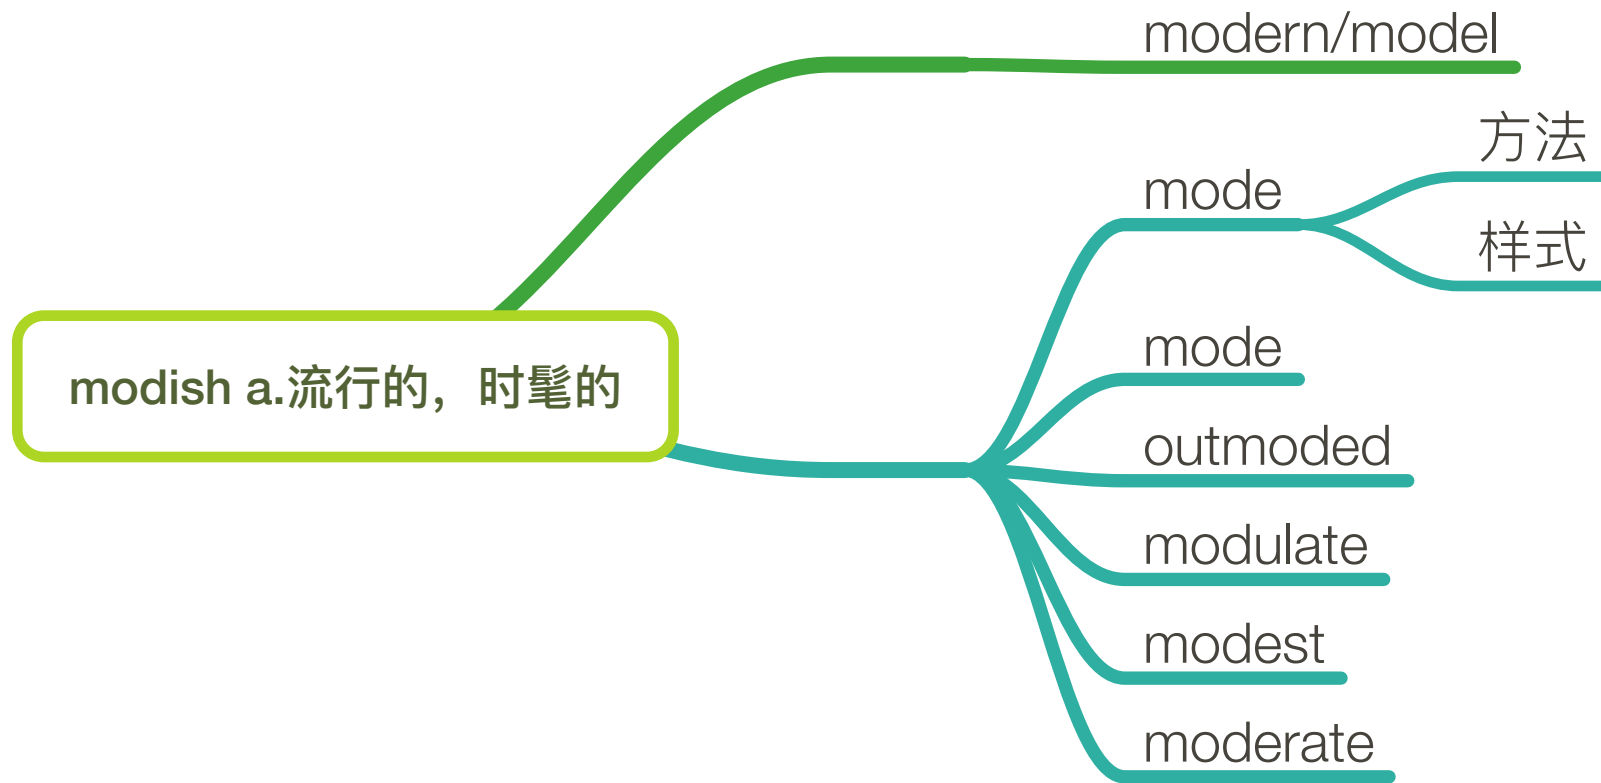 modern/model
方法
mode
样式
mode
modish a.流行的，时髦的
outmoded
modulate
modest
moderate